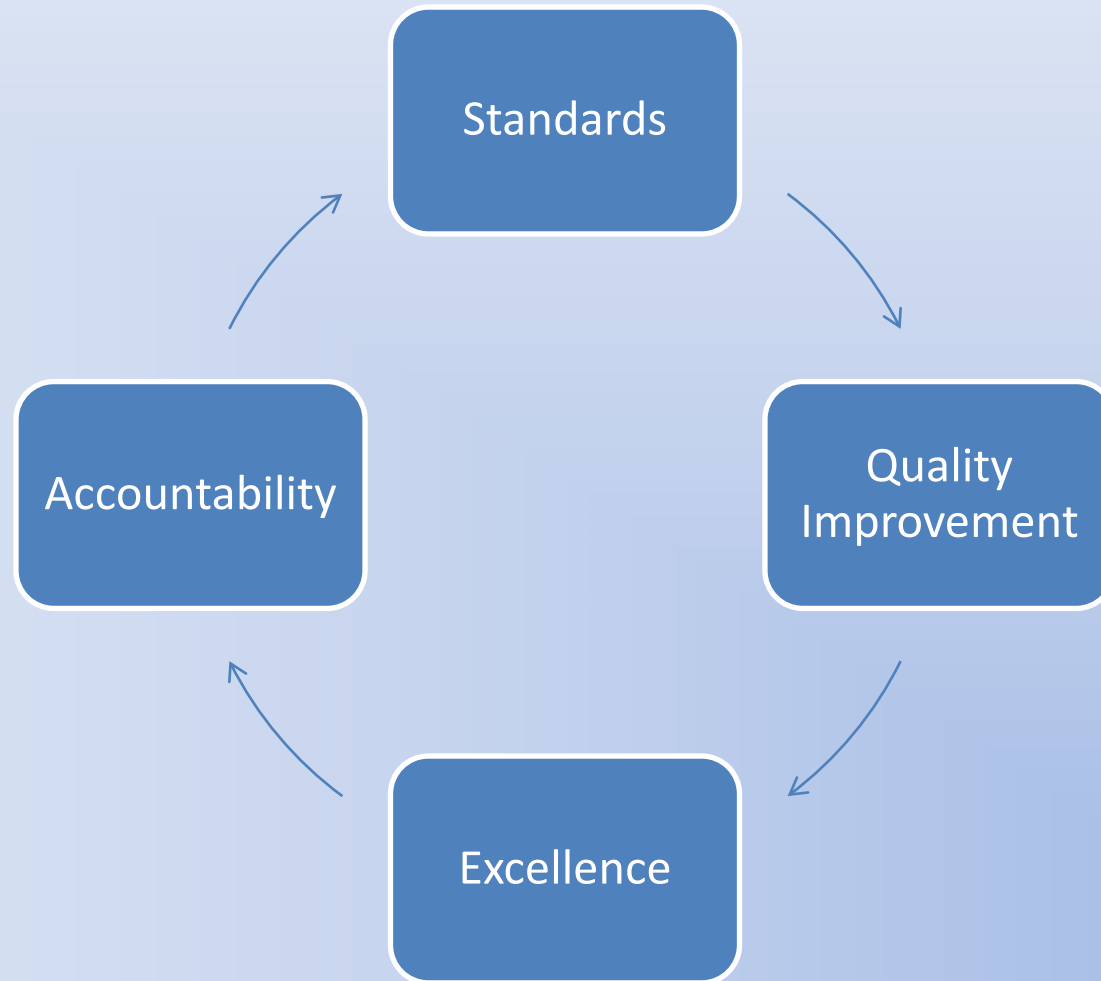 Standards
Quality
Improvement
Excellence
Accountability